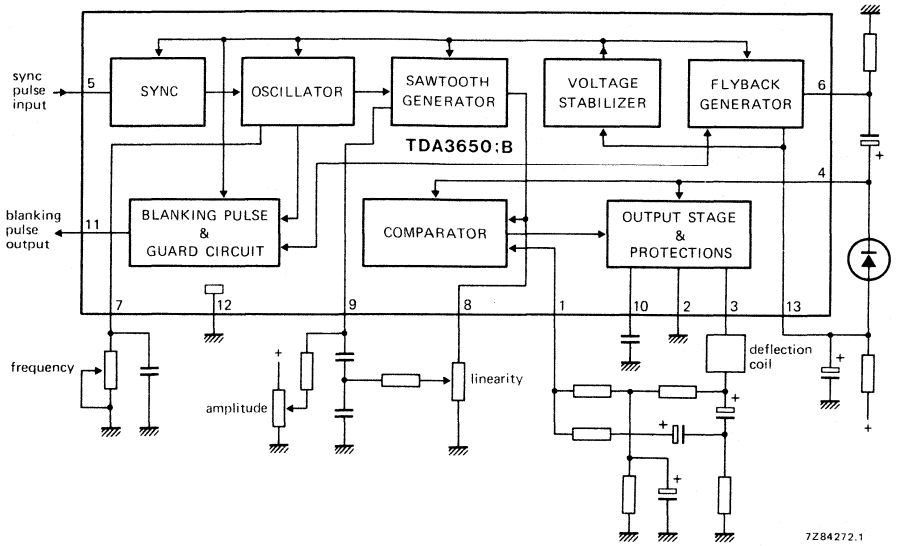 sync
pulse
input
5
SYNC
OSCILLATOR
SAWTOOTH
GENERATOR
VOLTAGE
STABILIZER
FLYBACK
GENERATOR
6
+
TDA3650;B
4
blanking
pulse
output
11
BLANKING PULSE
&
GUARD CIRCUIT
COMPARATOR
OUTPUT STAGE
&
PROTECTIONS
7
12
9
8
1
10
2
3
13
frequency
+
amplitude
linearity
deflection
coil
+
+
+
+
+
7Z84272.1